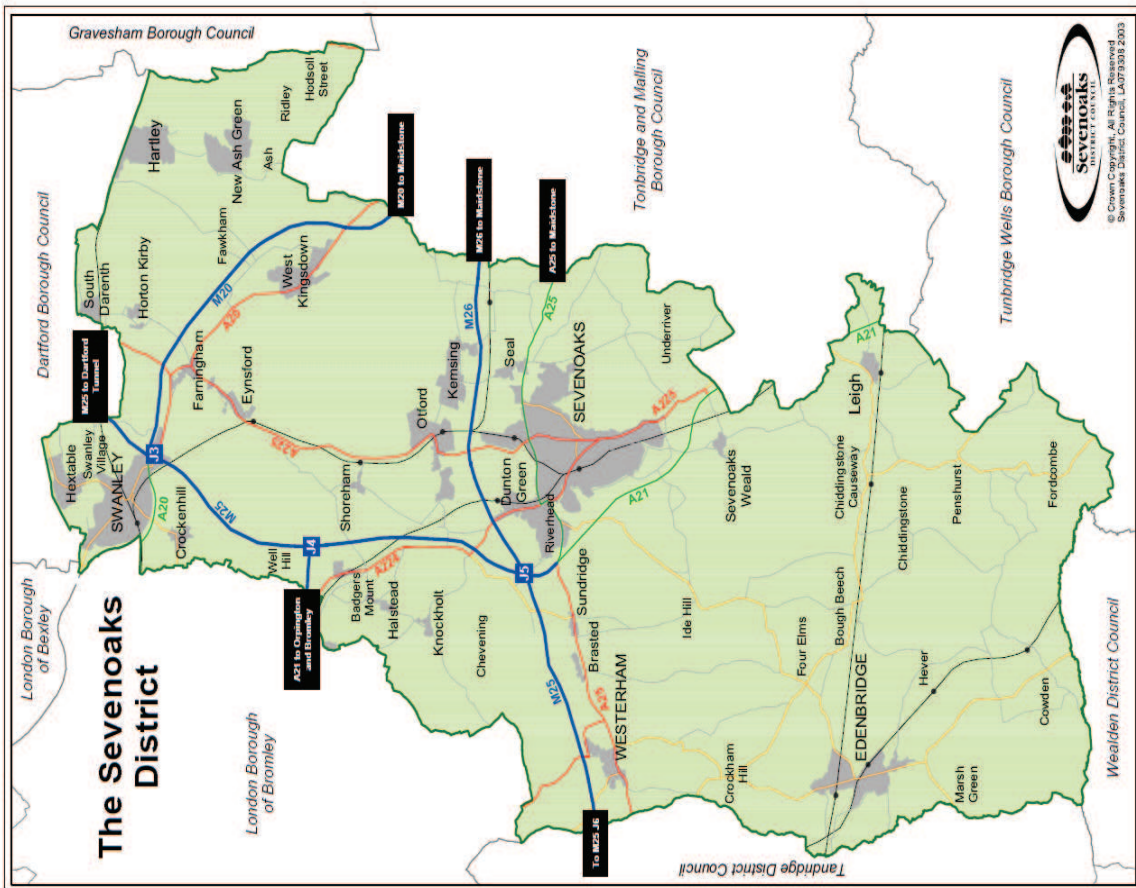 The Sevenoaks
District
London Borough
of Bexley
London Borough
of Bromley
Dartford Borough Council
Gravesham Borough Council
Tonbridge and Malling
Borough Council
Tunbridge Wells Borough Council
Wealden District Council
Tandridge District Council
M25 to Dartford
Tunnel
A21 to Orpington
and Bromley
M20 to Maidstone
M26 to Maidstone
A25 to Maidstone
To M25 J6
Hextable
Swanley
Village
SWANLEY
J3
A20
Crockenhill
M25
South
Darenth
Horton Kirby
Hartley
Fawkham
New Ash Green
Ash
Ridley
Hodsoll
Street
M20
A20
West
Kingsdown
Farningham
Eynsford
A225
Well
Hill
J4
Shoreham
Badgers
Mount
A224
Halstead
Knockholt
Chevening
Otford
Kemsing
M26
Seal
A25
Dunton
Green
Riverhead
SEVENOAKS
J5
M25
Sundridge
Brasted
A25
WESTERHAM
A21
A225
Underriver
Sevenoaks
Weald
Ide Hill
Crockham
Hill
Four Elms
Bough Beech
Chiddingstone
Causeway
Leigh
A21
EDENBRIDGE
Hever
Chiddingstone
Penshurst
Marsh
Green
Cowden
Fordcombe
Sevenoaks
DISTRICT COUNCIL
© Crown Copyright, All Rights Reserved
Sevenoaks District Council, LA079308 2003